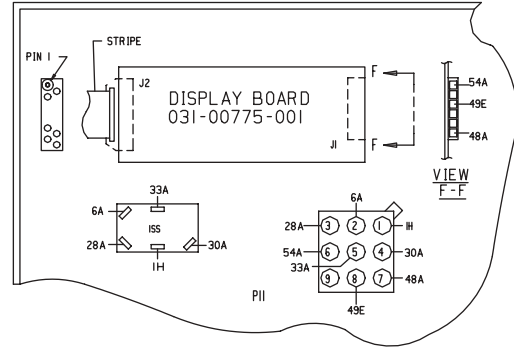 STRIPE
PIN 1
J2
DISPLAY BOARD
031-00775-001
J1
F
F
54A
49E
48A
VIEW
F-F
33A
6A
ISS
28A
30A
1H
6A
28A 3 2 1 1H
54A 6 5 4 30A
33A
9 8 7 48A
49E
P11